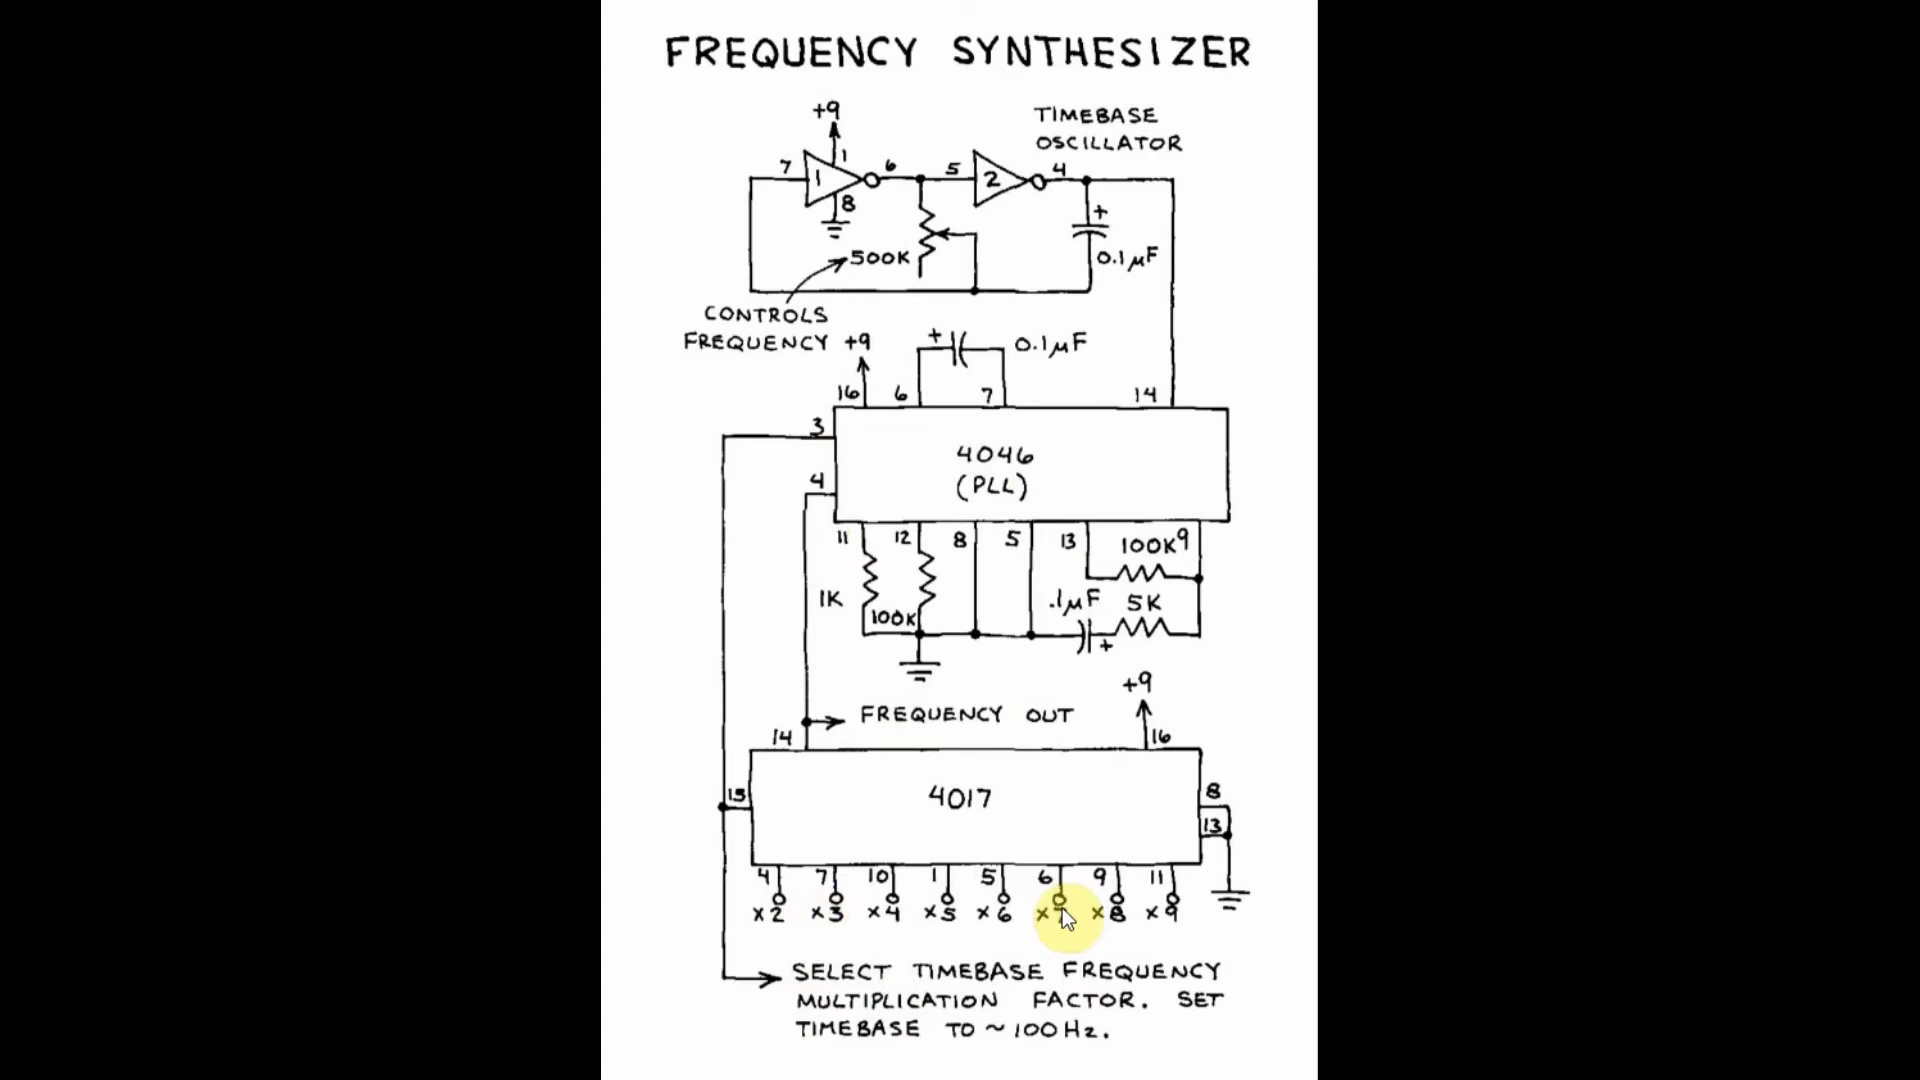 FREQUENCY SYNTHESIZER
+9
TIMEBASE
OSCILLATOR
7 1 1 6 5 2 4
8
+
500K
0.1μF
CONTROLS
FREQUENCY
+9
+
0.1μF
16 6 7 14
3
4046
4
(PLL)
11 12 8 5 13 100K 9
1K
.1μF 5K
100K
+
+9
FREQUENCY OUT
14 16
15
4017
8
13
4 7 10 1 5 6 9 11
x2 x3 x4 x5 x6 x7 x8 x9
SELECT TIMEBASE FREQUENCY
MULTIPLICATION FACTOR. SET
TIMEBASE TO ~100Hz.